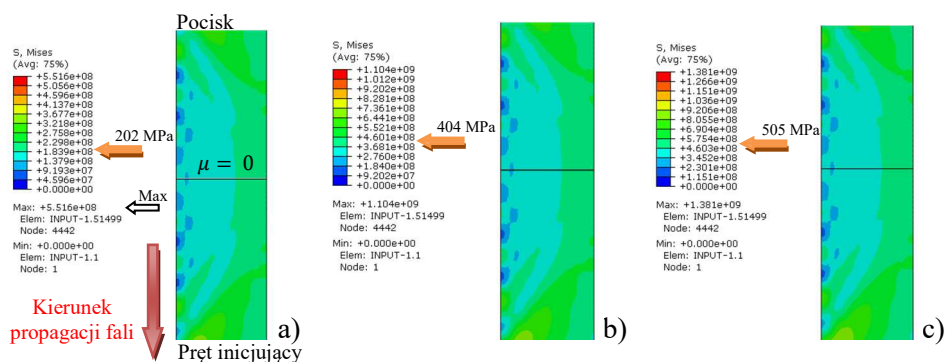 Pocisk
S, Mises
(Avg: 75%)
+5.516e+08
+5.056e+08
+4.596e+08
+4.137e+08
+3.677e+08
+3.218e+08
+2.758e+08
+2.298e+08
+1.839e+08
+1.379e+08
+9.193e+07
+4.596e+07
+0.000e+00
202 MPa
μ = 0
Max
Max: +5.516e+08
Elem: INPUT-1.51499
Node: 4442
Min: +0.000e+00
Elem: INPUT-1.1
Node: 1
Kierunek
propagacji fali
Pręt inicjujący
a)
S, Mises
(Avg: 75%)
+1.104e+09
+1.012e+09
+9.202e+08
+8.281e+08
+7.361e+08
+6.441e+08
+5.521e+08
+4.601e+08
+3.681e+08
+2.760e+08
+1.840e+08
+9.202e+07
+0.000e+00
404 MPa
Max: +1.104e+09
Elem: INPUT-1.51499
Node: 4442
Min: +0.000e+00
Elem: INPUT-1.1
Node: 1
b)
S, Mises
(Avg: 75%)
+1.381e+09
+1.266e+09
+1.151e+09
+1.036e+09
+9.206e+08
+8.055e+08
+6.904e+08
+5.754e+08
+4.603e+08
+3.452e+08
+2.301e+08
+1.151e+08
+0.000e+00
505 MPa
Max: +1.381e+09
Elem: INPUT-1.51499
Node: 4442
Min: +0.000e+00
Elem: INPUT-1.1
Node: 1
c)